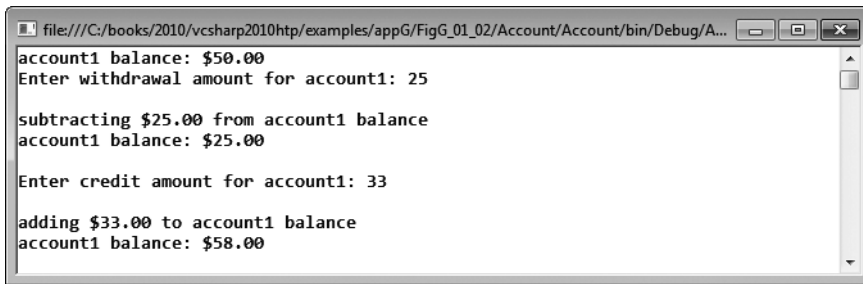 file:///C:/books/2010/vcsharp2010htp/examples/appG/FigG_01_02/Account/Account/bin/Debug/A...
account1 balance: $50.00
Enter withdrawal amount for account1: 25
subtracting $25.00 from account1 balance
account1 balance: $25.00
Enter credit amount for account1: 33
adding $33.00 to account1 balance
account1 balance: $58.00